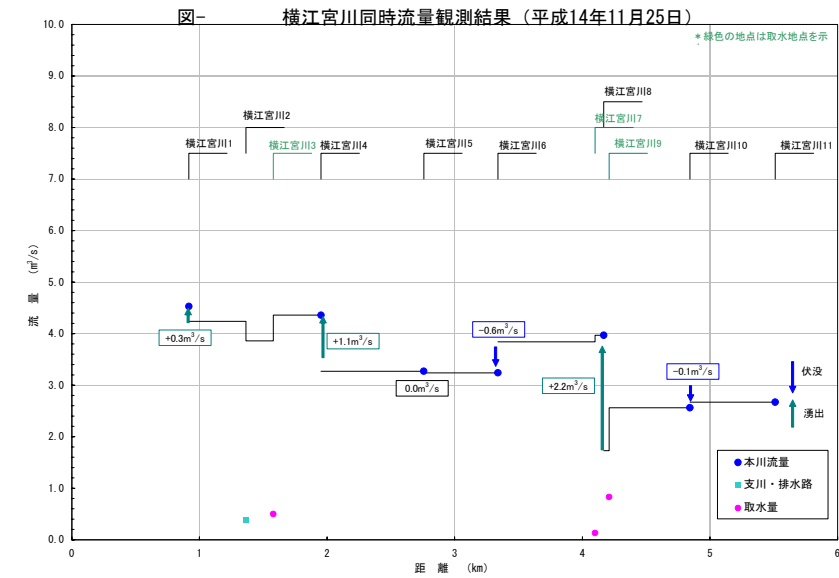 図-　　　横江宮川同時流量観測結果（平成14年11月25日）
*緑色の地点は取水地点を示
10.0
9.0
8.0
7.0
6.0
5.0
4.0
3.0
2.0
1.0
0.0
流　量　(m³/s)
横江宮川1
横江宮川2
横江宮川3
横江宮川4
横江宮川5
横江宮川6
横江宮川7
横江宮川8
横江宮川9
横江宮川10
横江宮川11
+0.3m³/s
+1.1m³/s
0.0m³/s
-0.6m³/s
+2.2m³/s
-0.1m³/s
伏没
湧出
本川流量
支川・排水路
取水量
0 1 2 3 4 5 6
距　離　(km)